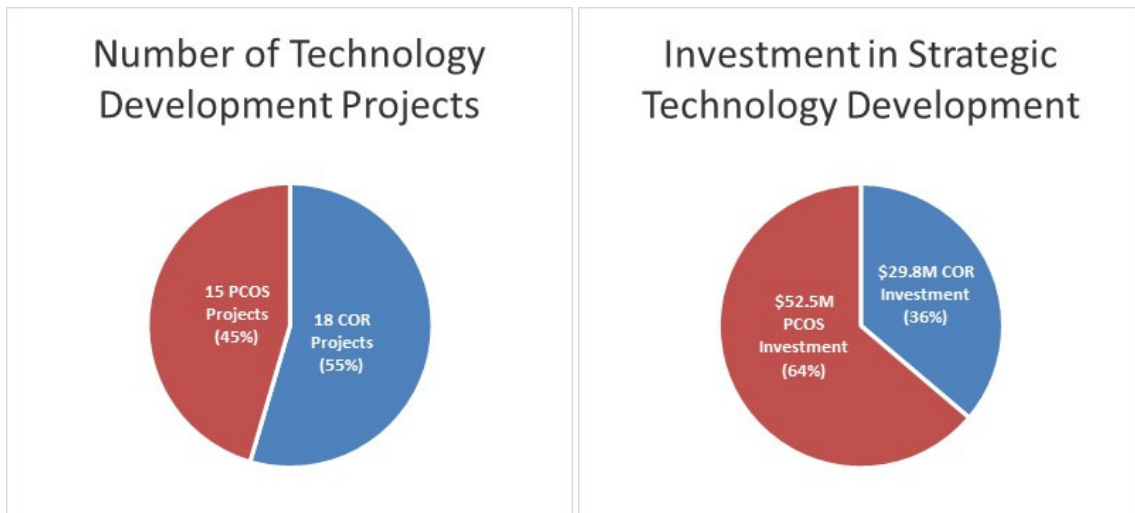 Number of Technology
Development Projects
15 PCOS
Projects
(45%)
18 COR
Projects
(55%)
Investment in Strategic
Technology Development
$52.5M
PCOS
Investment
(64%)
$29.8M COR
Investment
(36%)